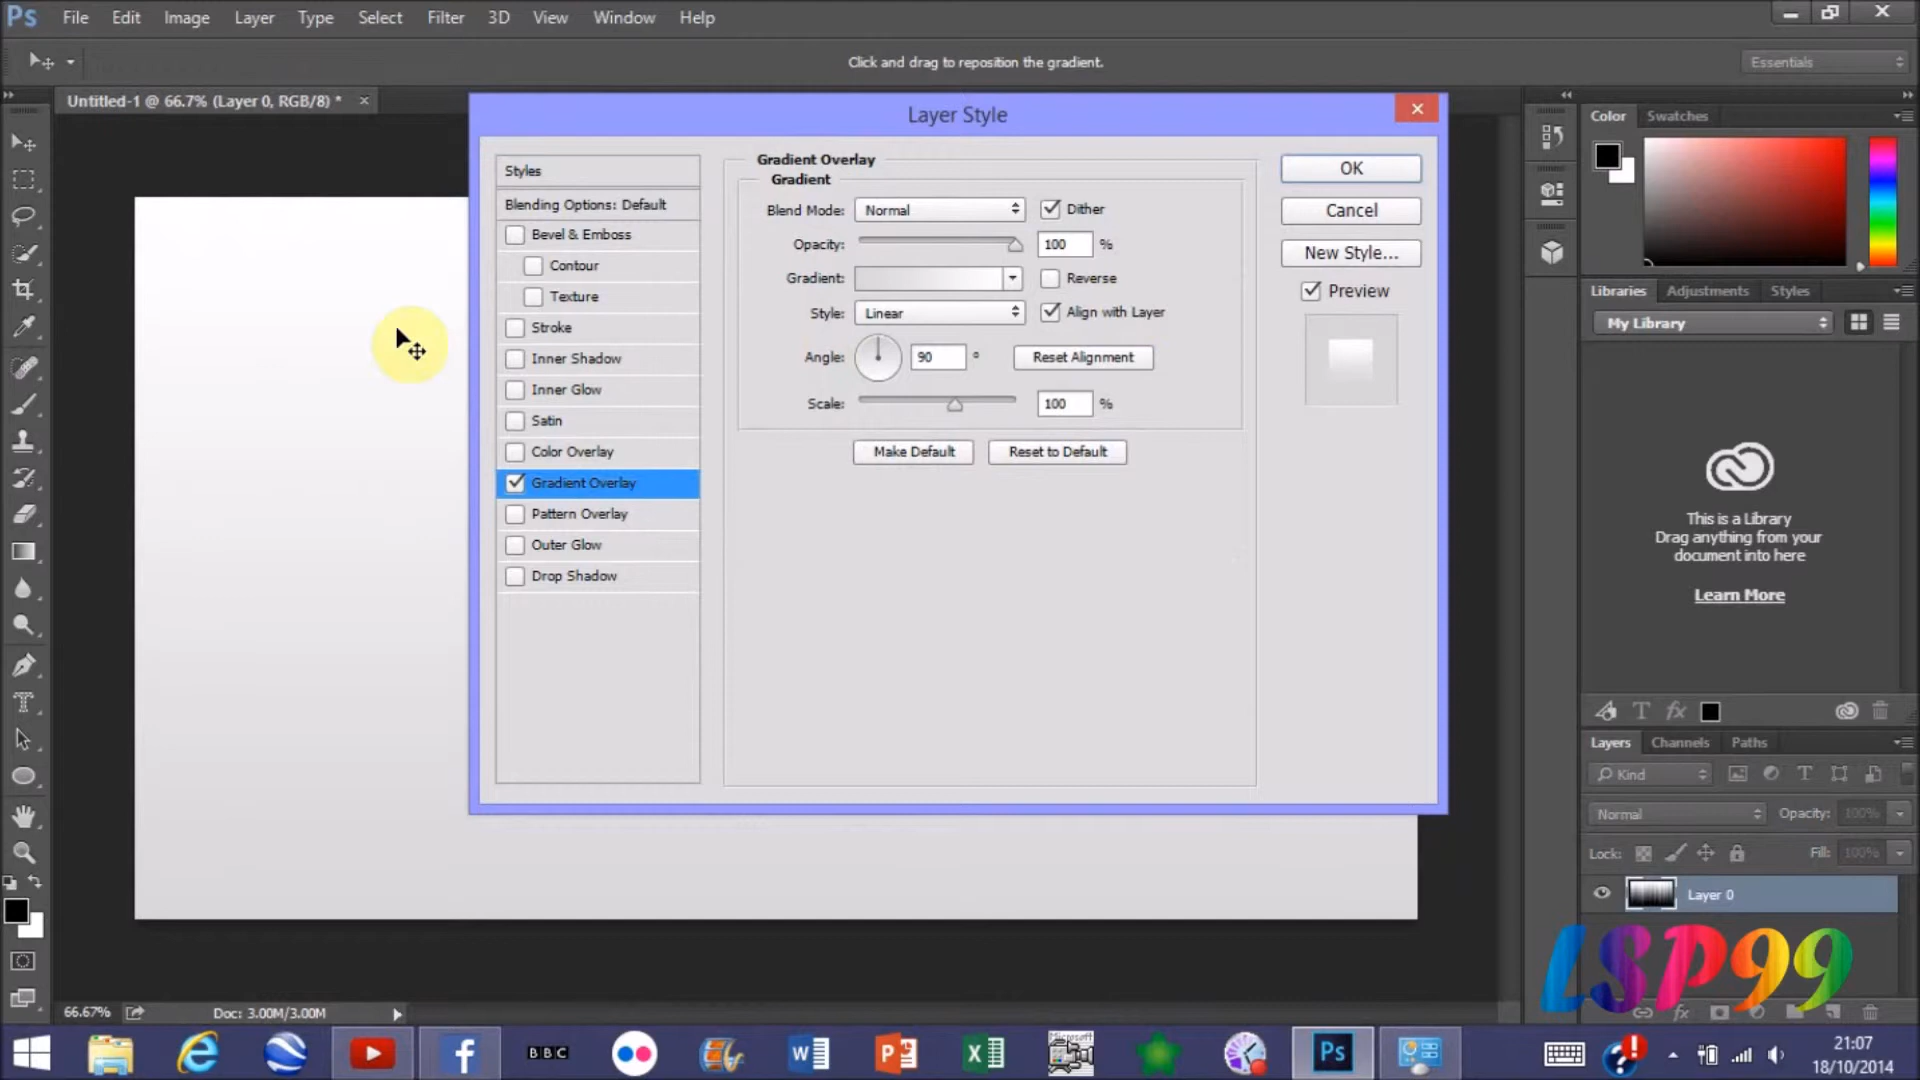 Ps File Edit Image Layer Type Select Filter 3D View Window Help
Click and drag to reposition the gradient.
Essentials
Untitled-1 @ 66.7% (Layer 0, RGB/8) *
Layer Style
Styles
Blending Options: Default
Bevel & Emboss
Contour
Texture
Stroke
Inner Shadow
Inner Glow
Satin
Color Overlay
Gradient Overlay
Pattern Overlay
Outer Glow
Drop Shadow
Gradient Overlay
Gradient
Blend Mode: Normal Dither
Opacity: 100 %
Gradient: Reverse
Style: Linear Align with Layer
Angle: 90 ° Reset Alignment
Scale: 100 %
Make Default Reset to Default
OK
Cancel
New Style...
Preview
Color Swatches
Libraries Adjustments Styles
My Library
This is a Library
Drag anything from your
document into here
Learn More
Layers Channels Paths
Kind
Normal Opacity: 100%
Lock: Fill: 100%
Layer 0
LSP99
66.67% Doc: 3.00M/3.00M
BBC
Ps
21:07
18/10/2014